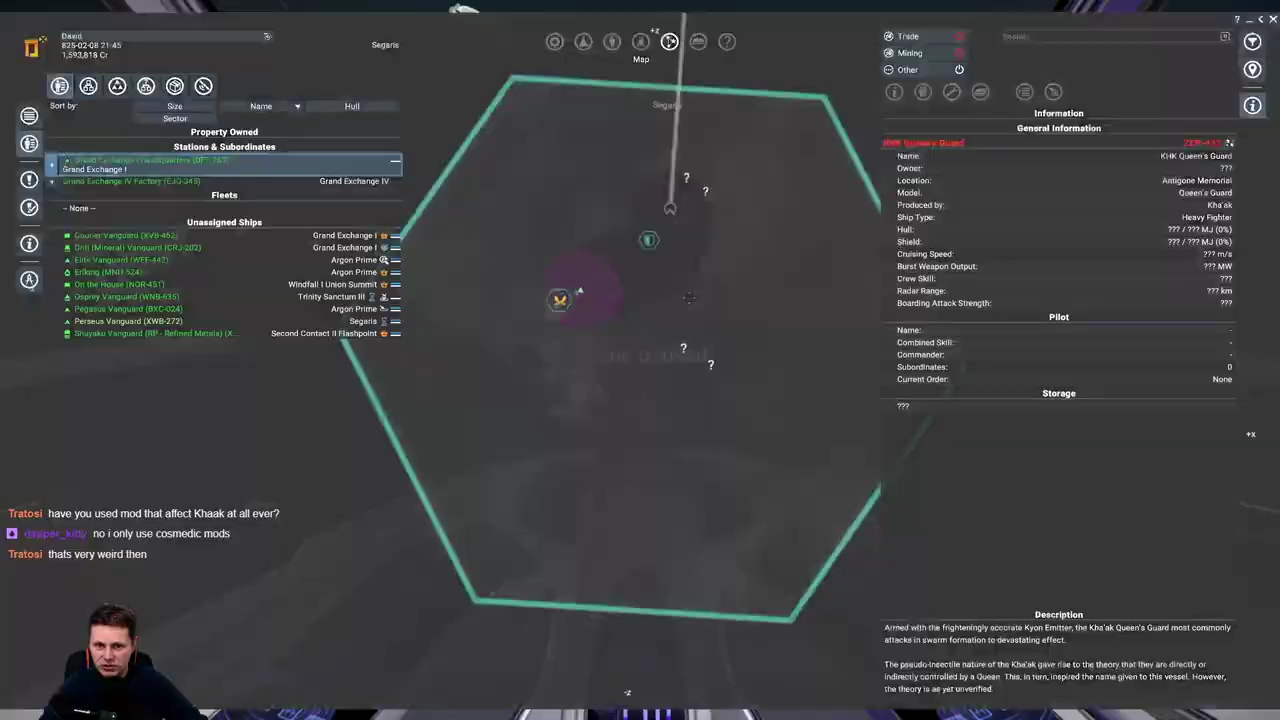 David
825-02-08 21:45
1,593,818 Cr
Segaris
Map
+z
Sort by:
Size
Name
Hull
Sector
Property Owned
Stations & Subordinates
Grand Exchange I
Grand Exchange IV Factory (EJQ-345)
Grand Exchange IV
Fleets
-- None --
Unassigned Ships
Courier Vanguard (XVB-462)
Grand Exchange I
Drill (Mineral) Vanguard (CRJ-202)
Grand Exchange I
Elite Vanguard (WEF-442)
Argon Prime
Erlking (MNH-524)
Argon Prime
On the House (NOR-431)
Windfall I Union Summit
Osprey Vanguard (WNB-635)
Trinity Sanctum III
Pegasus Vanguard (BXC-024)
Argon Prime
Perseus Vanguard (XWB-272)
Segaris
Shuyaku Vanguard (RP - Refined Metals) (X...
Second Contact II Flashpoint
Segaris
?
?
?
?
-z
+x
Trade
Mining
Other
Information
General Information
KHK Queen's Guard
Name:
KHK Queen's Guard
Owner:
???
Location:
Antigone Memorial
Model:
Queen's Guard
Produced by:
Kha'ak
Ship Type:
Heavy Fighter
Hull:
??? / ??? MJ (0%)
Shield:
??? / ??? MJ (0%)
Cruising Speed:
??? m/s
Burst Weapon Output:
??? MW
Crew Skill:
???
Radar Range:
??? km
Boarding Attack Strength:
???
Pilot
Name:
-
Combined Skill:
-
Commander:
-
Subordinates:
0
Current Order:
None
Storage
???
Description
Armed with the frighteningly accurate Kyon Emitter, the Kha'ak Queen's Guard most commonly
attacks in swarm formation to devastating effect.
The pseudo-insectile nature of the Kha'ak gave rise to the theory that they are directly or
indirectly controlled by a Queen. This, in turn, inspired the name given to this vessel. However,
the theory is as yet unverified.
Tratosi have you used mod that affect Khaak at all ever?
no i only use cosmedic mods
Tratosi thats very weird then